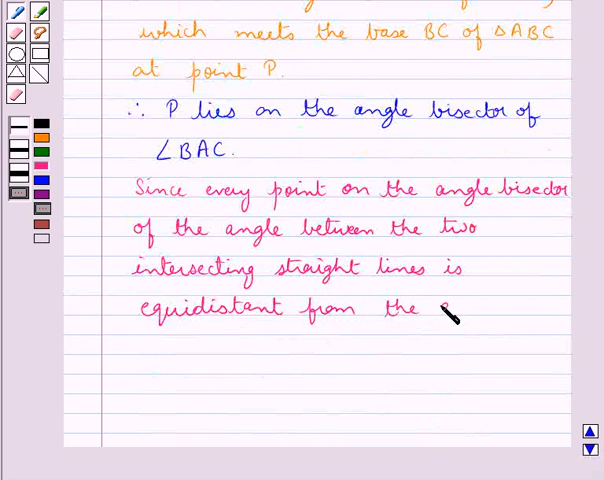 which meets the base BC of △ABC
at point P.
∴ P lies on the angle bisector of
∠BAC.
Since every point on the angle bisector
of the angle between the two
intersecting straight lines is
equidistant from the